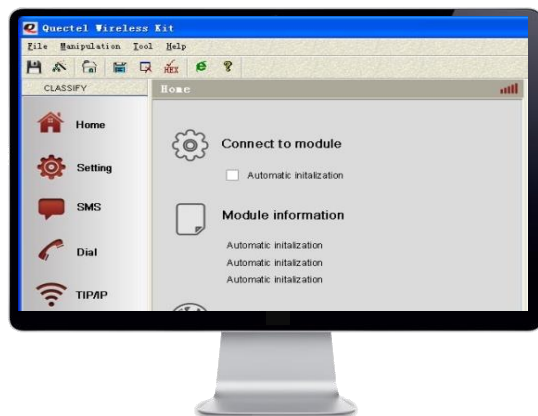 Quectel Wireless Kit
File Manipulation Tool Help
HEX
CLASSIFY
Home
Home
Setting
SMS
Dial
TIP/IP
Connect to module
Automatic initalization
Module information
Automatic initalization
Automatic initalization
Automatic initalization